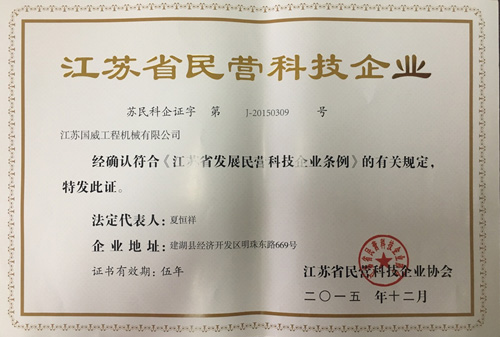 江苏省民营科技企业
苏民科企证字 第 J-20150309 号
江苏国威工程机械有限公司
经确认符合《江苏省发展民营科技企业条例》的有关规定，
特发此证。
法定代表人：夏恒祥
企业地址：建湖县经济开发区明珠东路669号
证书有效期：伍年
江苏省民营科技企业协会
二〇一五 年十二月